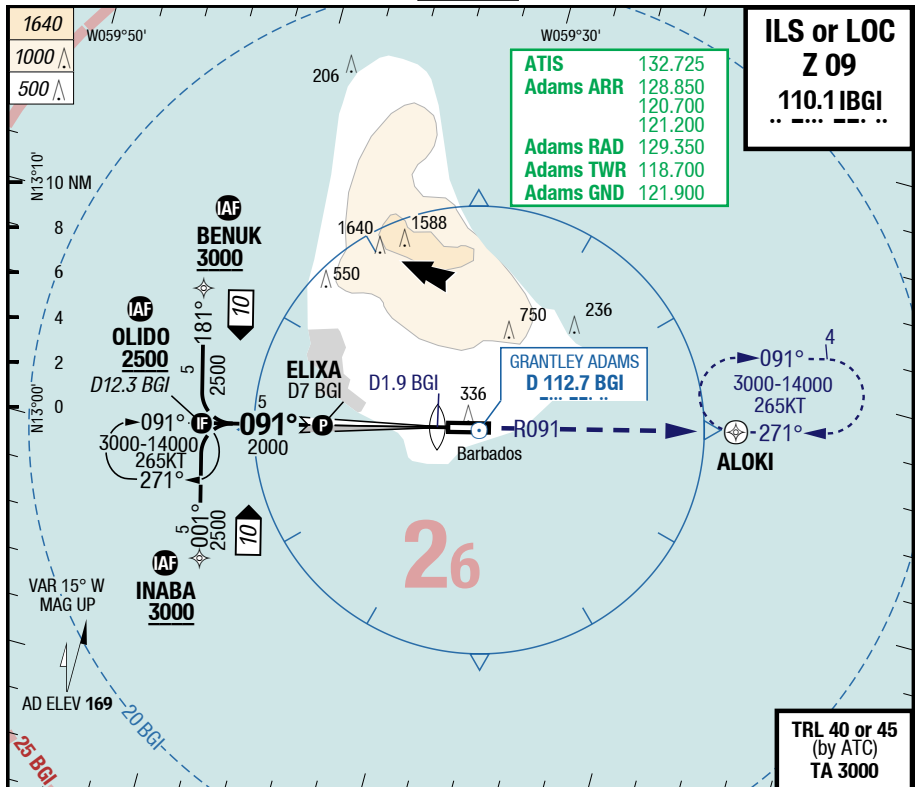 1640
1000
500
W059°50'
206
W059°30'
ATIS 132.725
Adams ARR 128.850
120.700
121.200
Adams RAD 129.350
Adams TWR 118.700
Adams GND 121.900
ILS or LOC
Z 09
110.1 IBGI
N13°10'
10 NM
8
6
4
2
0
N13°00'
IAF
BENUK
3000
1640
1588
550
750
236
181°
5
2500
10
IAF
OLIDO
2500
D12.3 BGI
IF
091°
3000-14000
265KT
271°
5
091°
2000
ELIXA
D7 BGI
M
P
D1.9 BGI
336
GRANTLEY ADAMS
D 112.7 BGI
Barbados
R091
091°
4
3000-14000
265KT
271°
ALOKI
5
001°
2500
10
IAF
INABA
3000
26
VAR 15° W
MAG UP
AD ELEV 169
20 BGI
25 BGI
TRL 40 or 45
(by ATC)
TA 3000